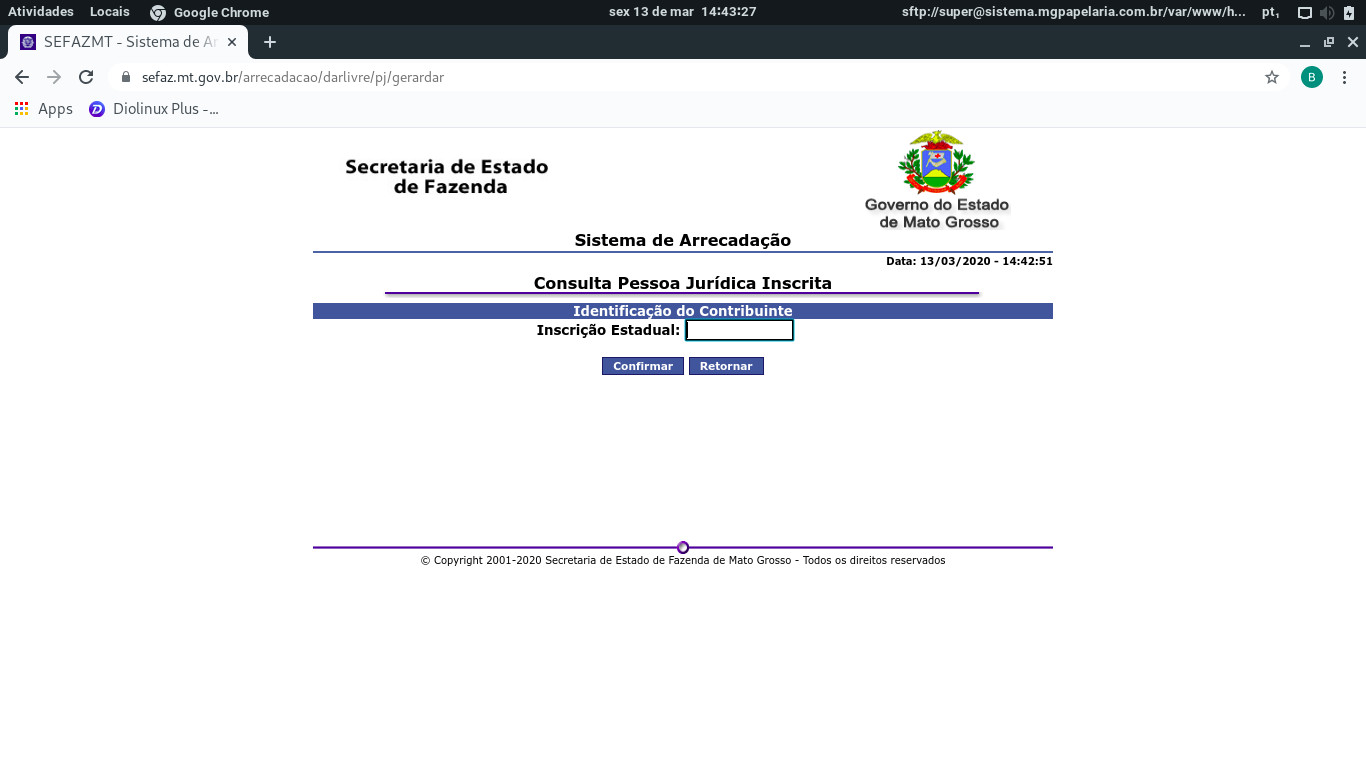 Atividades Locais Google Chrome sex 13 de mar 14:43:27 sftp://super@sistema.mgpapelaria.com.br/var/www/h... pt₁
SEFAZMT - Sistema de Ar
sefaz.mt.gov.br/arrecadacao/darlivre/pj/gerardar B
Apps Diolinux Plus -...
Secretaria de Estado
de Fazenda
Governo do Estado
de Mato Grosso
Sistema de Arrecadação
Data: 13/03/2020 - 14:42:51
Consulta Pessoa Jurídica Inscrita
Identificação do Contribuinte
Inscrição Estadual:
Confirmar Retornar
© Copyright 2001-2020 Secretaria de Estado de Fazenda de Mato Grosso - Todos os direitos reservados